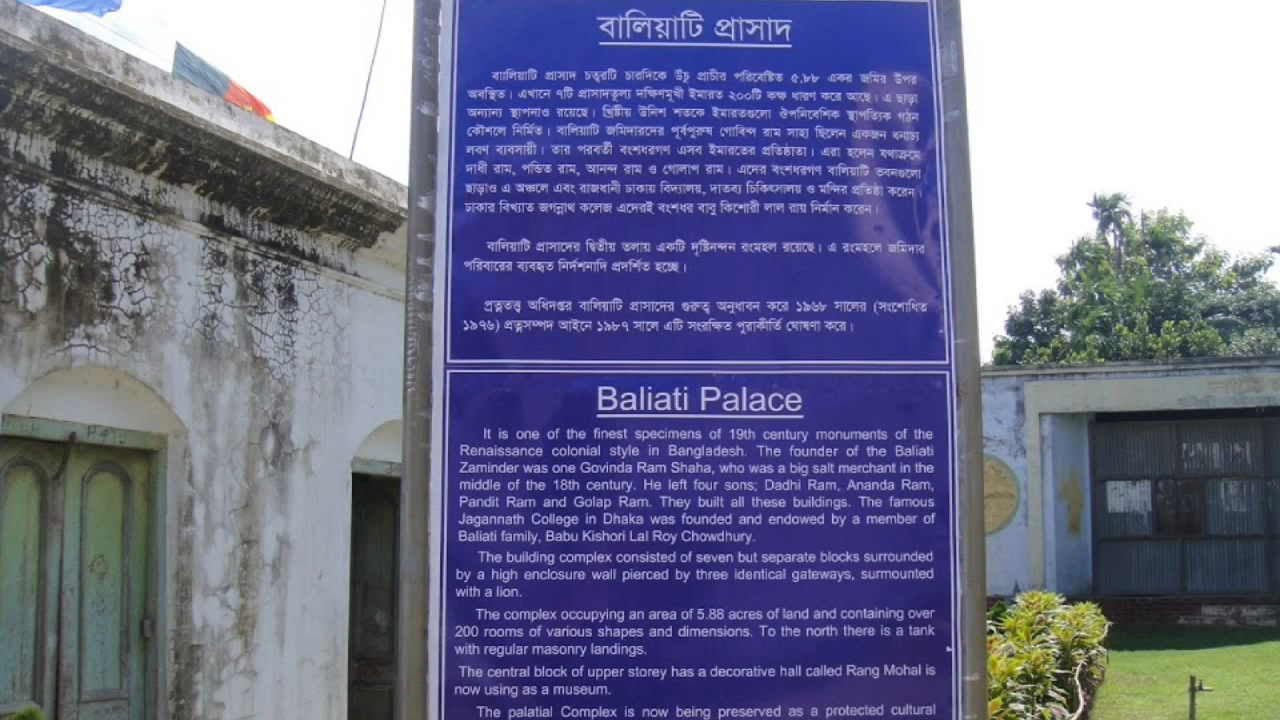 বালিয়াটি প্রাসাদ
বালিয়াটি প্রাসাদ চত্বরটি চারদিকে উঁচু প্রাচীর পরিবেষ্টিত ৫.৮৮ একর জমির উপর
অবস্থিত। এখানে ৭টি প্রাসাদতুল্য দক্ষিণমূখী ইমারত ২০০টি কক্ষ ধারণ করে আছে। এ ছাড়া
অন্যান্য স্থাপনাও রয়েছে। খ্রিষ্টীয় উনিশ শতকে ইমারতগুলো ঔপনিবেশিক স্থাপত্যিক গঠন
কৌশলে নির্মিত। বালিয়াটি জমিদারদের পূর্বপুরুষ গোবিন্দ রাম সাহা ছিলেন একজন ধনাঢ্য
লবণ ব্যবসায়ী। তার পরবর্তী বংশধরগণ এসব ইমারতের প্রতিষ্ঠাতা। এরা হলেন যথাক্রমে
দাধী রাম, পন্ডিত রাম, আনন্দ রাম ও গোলাপ রাম। এদের বংশধরগণ বালিয়াটি ভবনগুলো
ছাড়াও এ অঞ্চলে এবং রাজধানী ঢাকায় বিদ্যালয়, দাতব্য চিকিৎসালয় ও মন্দির প্রতিষ্ঠা করেন।
ঢাকার বিখ্যাত জগন্নাথ কলেজ এদেরই বংশধর বাবু কিশোরী লাল রায় নির্মান করেন।
বালিয়াটি প্রাসাদের দ্বিতীয় তলায় একটি দৃষ্টিনন্দন রংমহল রয়েছে। এ রংমহলে জমিদার
পরিবারের ব্যবহৃত নির্দশনাদি প্রদর্শিত হচ্ছে।
প্রত্নতত্ত্ব অধিদপ্তর বালিয়াটি প্রাসাদের গুরুত্ব অনুধাবন করে ১৯৬৮ সালের (সংশোধিত
১৯৭৬) প্রত্নসম্পদ আইনে ১৯৮৭ সালে এটি সংরক্ষিত পুরাকীর্তি ঘোষণা করে।
Baliati Palace
It is one of the finest specimens of 19th century monuments of the
Renaissance colonial style in Bangladesh. The founder of the Baliati
Zaminder was one Govinda Ram Shaha, who was a big salt merchant in the
middle of the 18th century. He left four sons; Dadhi Ram, Ananda Ram,
Pandit Ram and Golap Ram. They built all these buildings. The famous
Jagannath College in Dhaka was founded and endowed by a member of
Baliati family, Babu Kishori Lal Roy Chowdhury.
The building complex consisted of seven but separate blocks surrounded
by a high enclosure wall pierced by three identical gateways, surmounted
with a lion.
The complex occupying an area of 5.88 acres of land and containing over
200 rooms of various shapes and dimensions. To the north there is a tank
with regular masonry landings.
The central block of upper storey has a decorative hall called Rang Mohal is
now using as a museum.
The palatial Complex is now being preserved as a protected cultural